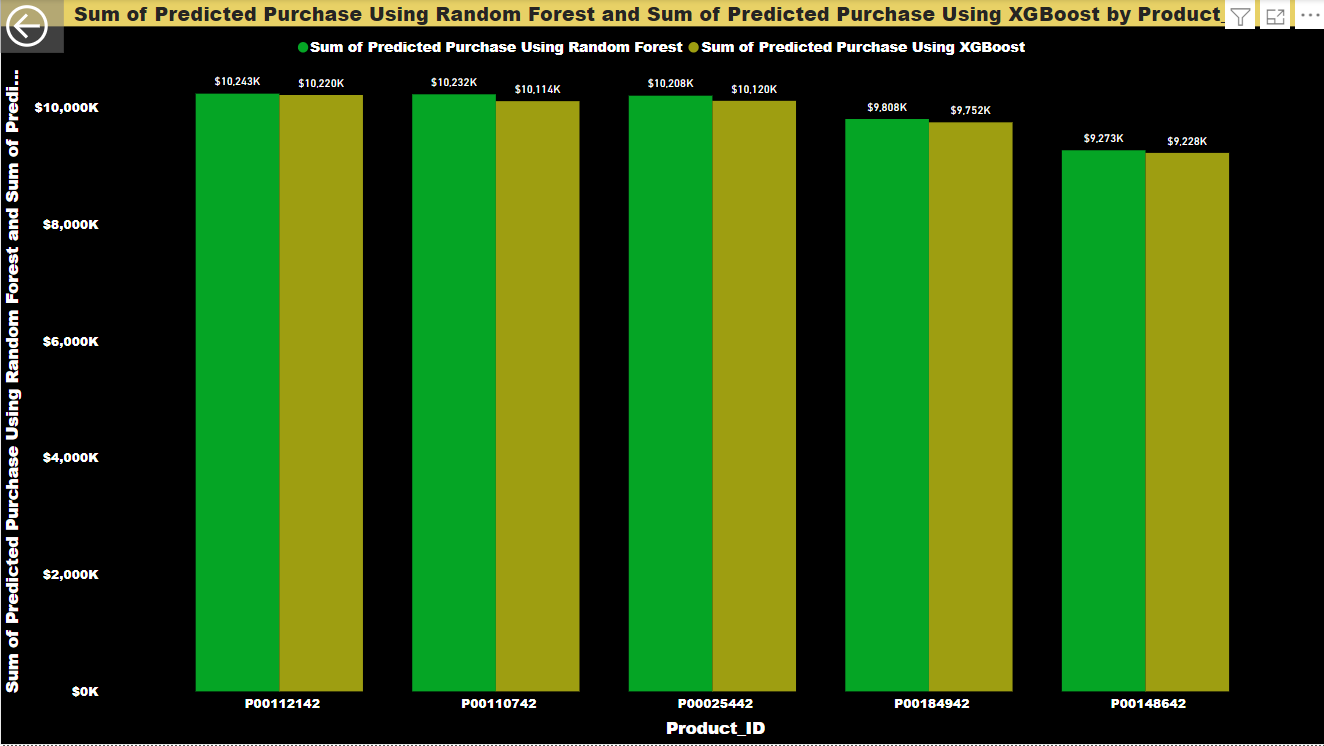 Sum of Predicted Purchase Using Random Forest and Sum of Predicted Purchase Using XGBoost by Product_
Sum of Predicted Purchase Using Random Forest Sum of Predicted Purchase Using XGBoost
Sum of Predicted Purchase Using Random Forest and Sum of Predi...
$10,000K
$8,000K
$6,000K
$4,000K
$2,000K
$0K
$10,243K
$10,220K
$10,232K
$10,114K
$10,208K
$10,120K
$9,808K
$9,752K
$9,273K
$9,228K
P00112142 P00110742 P00025442 P00184942 P00148642
Product_ID